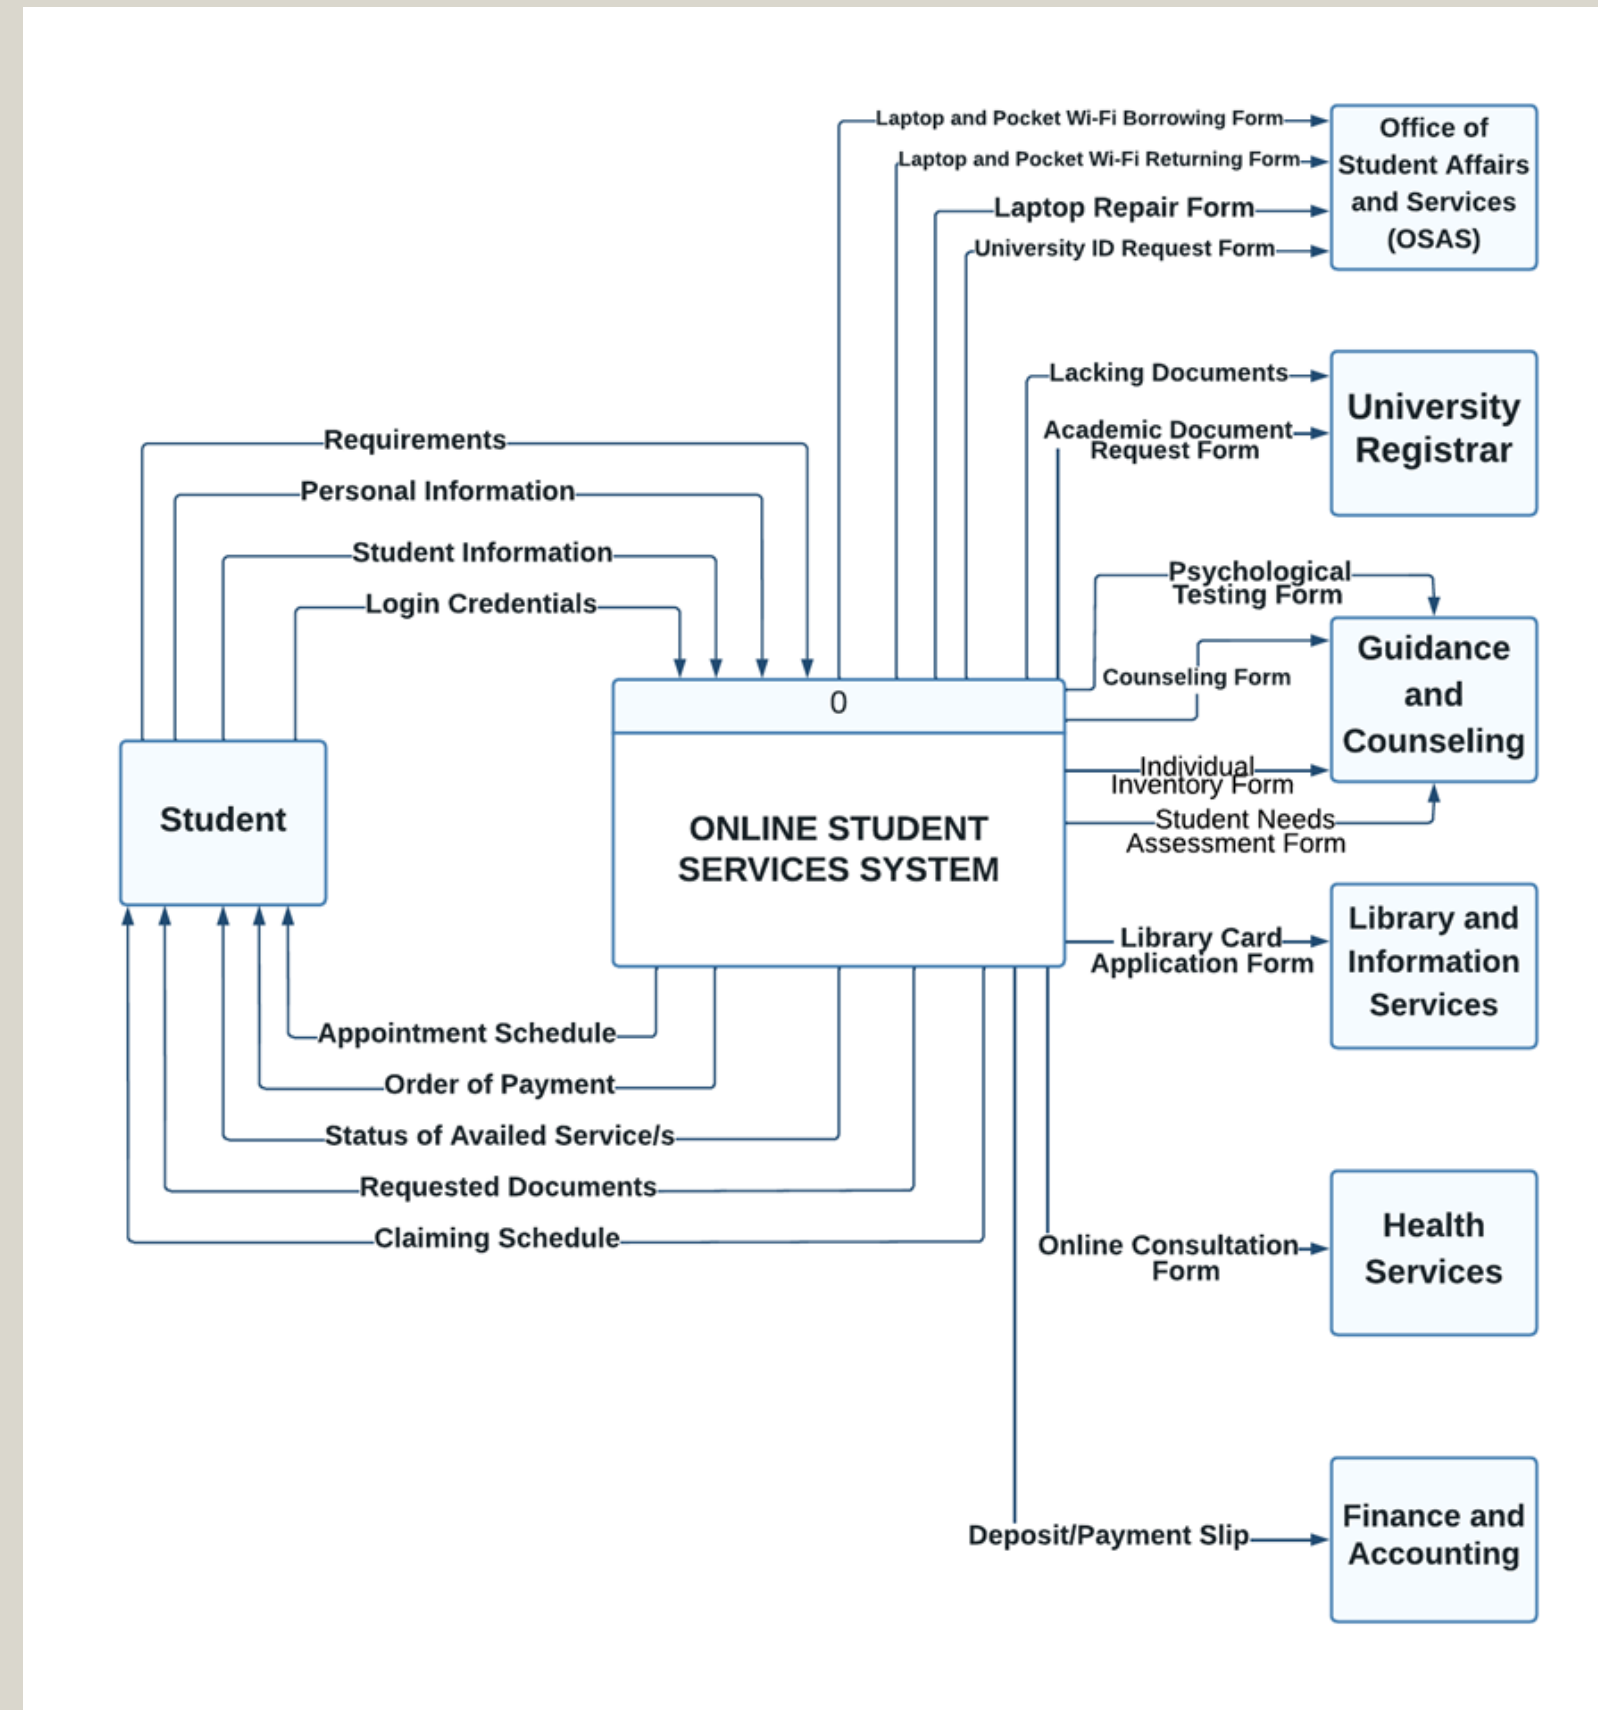 Laptop and Pocket Wi-Fi Borrowing Form
Laptop and Pocket Wi-Fi Returning Form
Laptop Repair Form
University ID Request Form
Office of
Student Affairs
and Services
(OSAS)
Lacking Documents
Academic Document
Request Form
University
Registrar
Requirements
Personal Information
Student Information
Login Credentials
Psychological
Testing Form
Counseling Form
Individual
Inventory Form
Student Needs
Assessment Form
Guidance
and
Counseling
Student
0
ONLINE STUDENT
SERVICES SYSTEM
Library Card
Application Form
Library and
Information
Services
Appointment Schedule
Order of Payment
Status of Availed Service/s
Requested Documents
Claiming Schedule
Online Consultation
Form
Health
Services
Deposit/Payment Slip
Finance and
Accounting